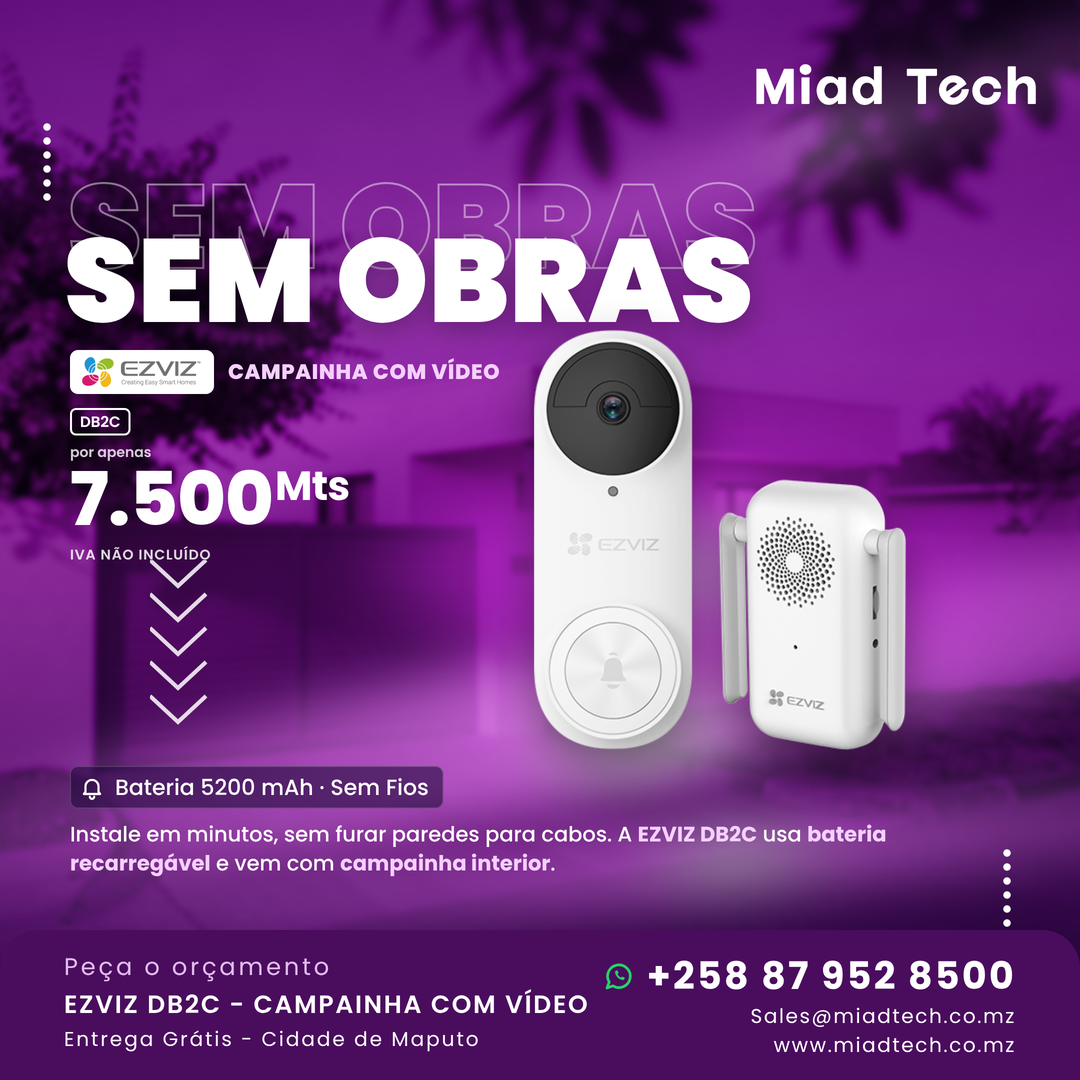 Miad Tech
SEM OBRAS
SEM OBRAS
EZVIZ™
Creating Easy Smart Homes
CAMPAINHA COM VÍDEO
DB2C
por apenas
7.500 Mts
IVA NÃO INCLUÍDO
EZVIZ
EZVIZ
Bateria 5200 mAh · Sem Fios
Instale em minutos, sem furar paredes para cabos. A EZVIZ DB2C usa bateria
recarregável e vem com campainha interior.
Peça o orçamento
EZVIZ DB2C – CAMPAINHA COM VÍDEO
Entrega Grátis – Cidade de Maputo
+258 87 952 8500
Sales@miadtech.co.mz
www.miadtech.co.mz